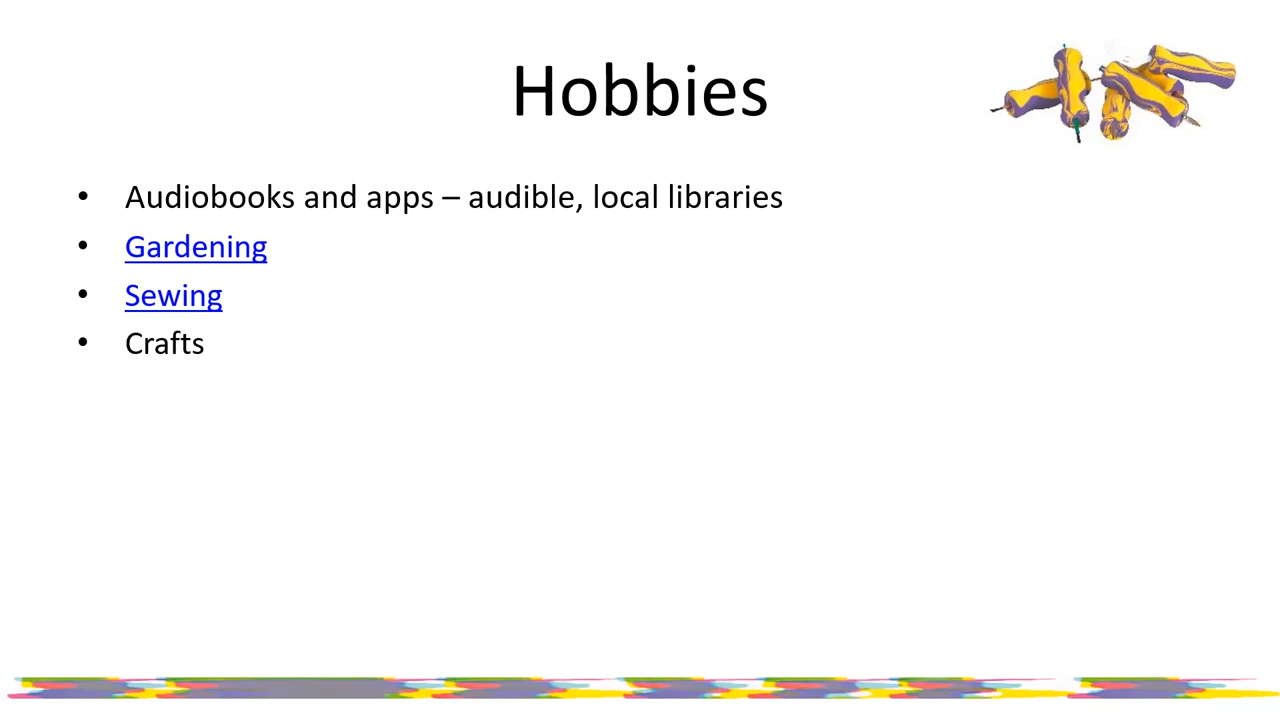 Hobbies
• Audiobooks and apps – audible, local libraries
• Gardening
• Sewing
• Crafts